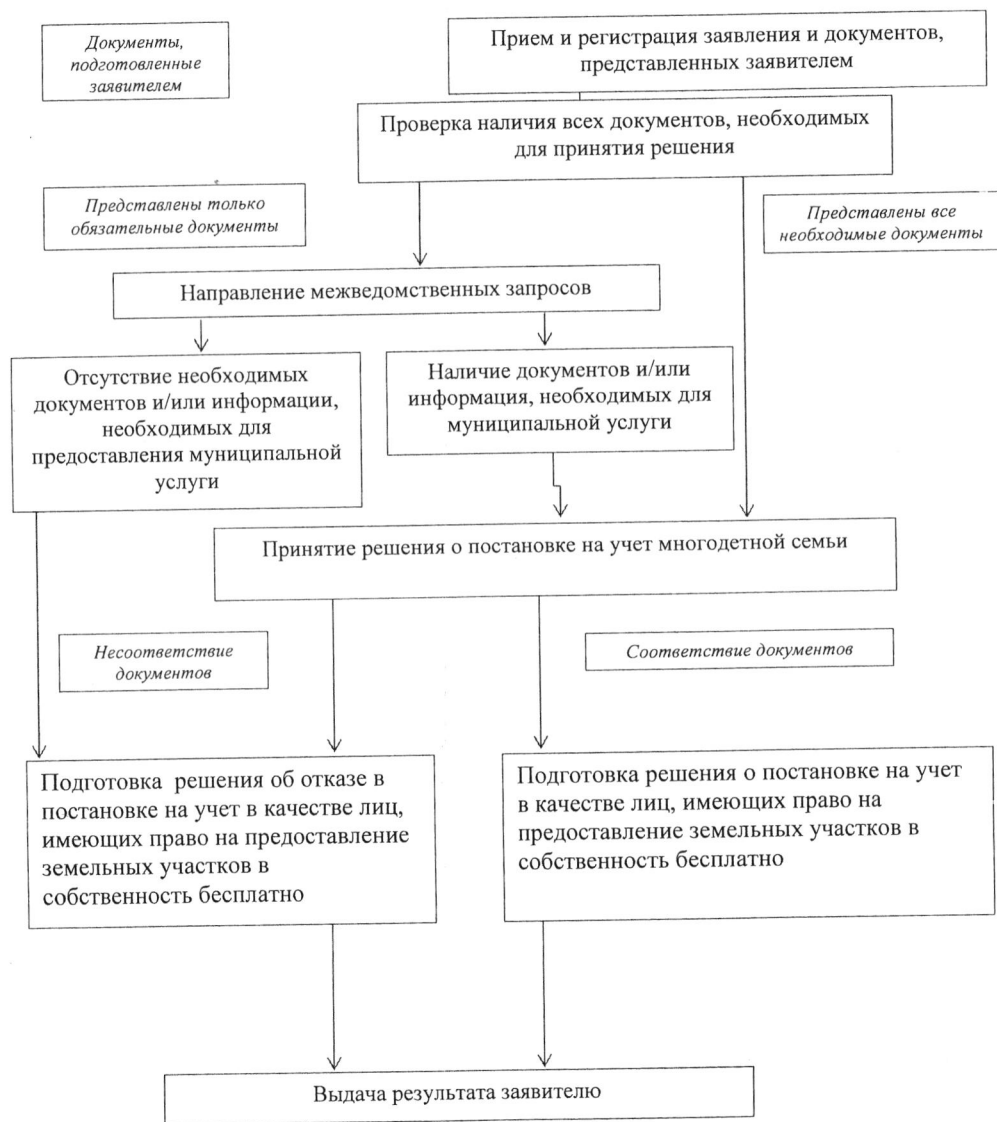 Документы,
подготовленные
заявителем
Прием и регистрация заявления и документов,
представленных заявителем
Проверка наличия всех документов, необходимых
для принятия решения
Представлены только
обязательные документы
Представлены все
необходимые документы
Направление межведомственных запросов
Отсутствие необходимых
документов и/или информации,
необходимых для
предоставления муниципальной
услуги
Наличие документов и/или
информация, необходимых для
муниципальной услуги
Принятие решения о постановке на учет многодетной семьи
Несоответствие
документов
Соответствие документов
Подготовка решения об отказе в
постановке на учет в качестве лиц,
имеющих право на предоставление
земельных участков в
собственность бесплатно
Подготовка решения о постановке на учет
в качестве лиц, имеющих право на
предоставление земельных участков в
собственность бесплатно
Выдача результата заявителю